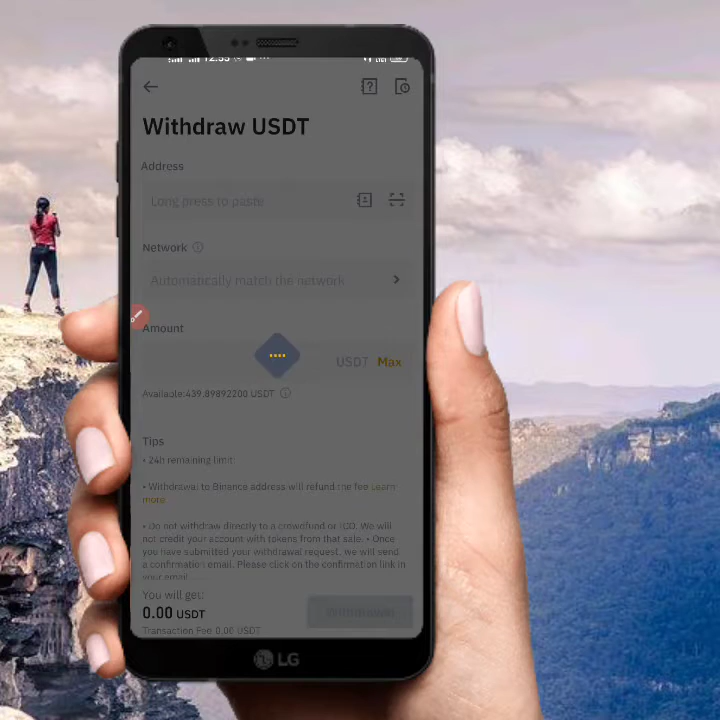 Withdraw USDT
Address
Long press to paste
Network
Automatically match the network
Amount
USDT Max
Available:439.89892200 USDT
Tips
• 24h remaining limit:
• Withdrawal to Binance address will refund the fee Learn
more
• Do not withdraw directly to a crowdfund or ICO. We will
not credit your account with tokens from that sale. • Once
you have submitted your withdrawal request, we will send
a confirmation email. Please click on the confirmation link in
your email.
You will get:
0.00 USDT
Withdrawal
Transaction Fee 0.00 USDT
LG